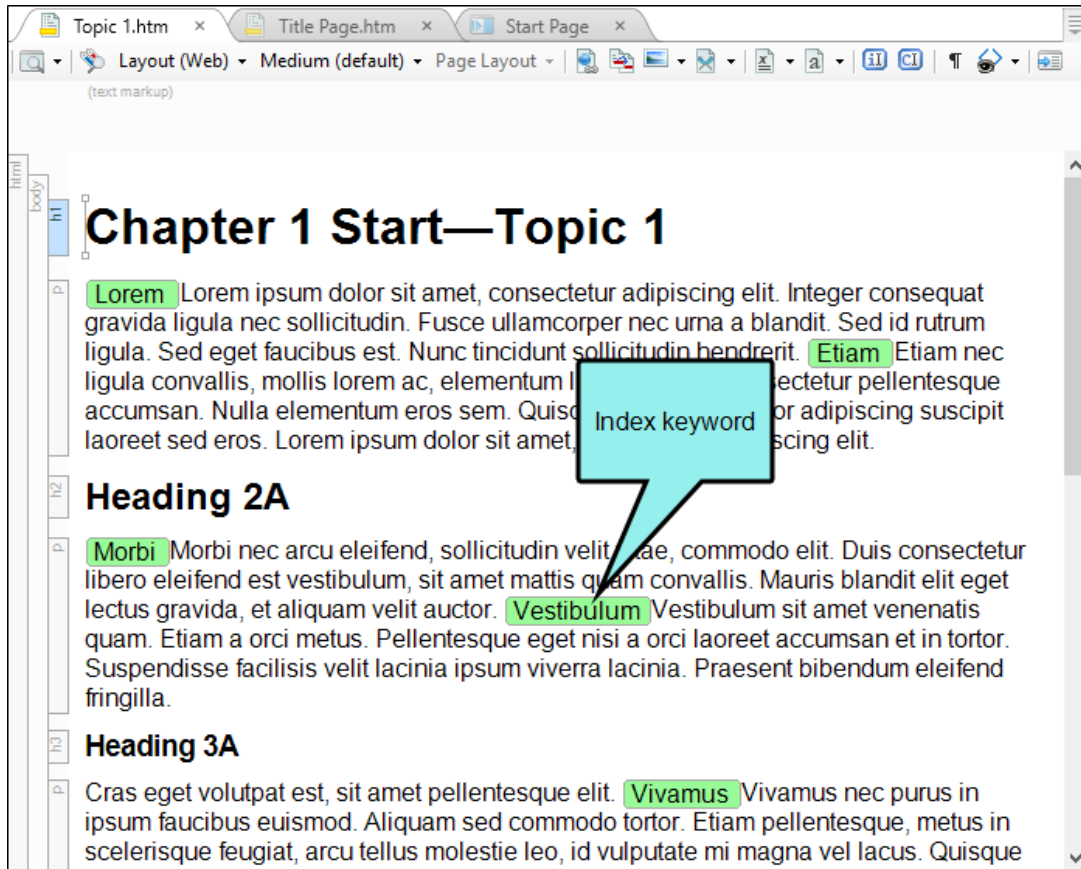 Topic 1.htm × Title Page.htm × Start Page ×
Layout (Web) Medium (default) Page Layout x a iI CI ¶
(text markup)
html
body
h1
Chapter 1 Start—Topic 1
p
Lorem Lorem ipsum dolor sit amet, consectetur adipiscing elit. Integer consequat
gravida ligula nec sollicitudin. Fusce ullamcorper nec urna a blandit. Sed id rutrum
ligula. Sed eget faucibus est. Nunc tincidunt sollicitudin hendrerit. Etiam Etiam nec
ligula convallis, mollis lorem ac, elementum pellentesque
accumsan. Nulla elementum eros sem. adipiscing suscipit
laoreet sed eros. Lorem ipsum dolor sit amet, elit.
Index keyword
h2
Heading 2A
p
Morbi Morbi nec arcu eleifend, sollicitudin velit commodo elit. Duis consectetur
libero eleifend est vestibulum, sit amet mattis quam convallis. Mauris blandit elit eget
lectus gravida, et aliquam velit auctor. Vestibulum Vestibulum sit amet venenatis
quam. Etiam a orci metus. Pellentesque eget nisi a orci laoreet accumsan et in tortor.
Suspendisse facilisis velit lacinia ipsum viverra lacinia. Praesent bibendum eleifend
fringilla.
h3
Heading 3A
p
Cras eget volutpat est, sit amet pellentesque elit. Vivamus Vivamus nec purus in
ipsum faucibus euismod. Aliquam sed commodo tortor. Etiam pellentesque, metus in
scelerisque feugiat, arcu tellus molestie leo, id vulputate mi magna vel lacus. Quisque